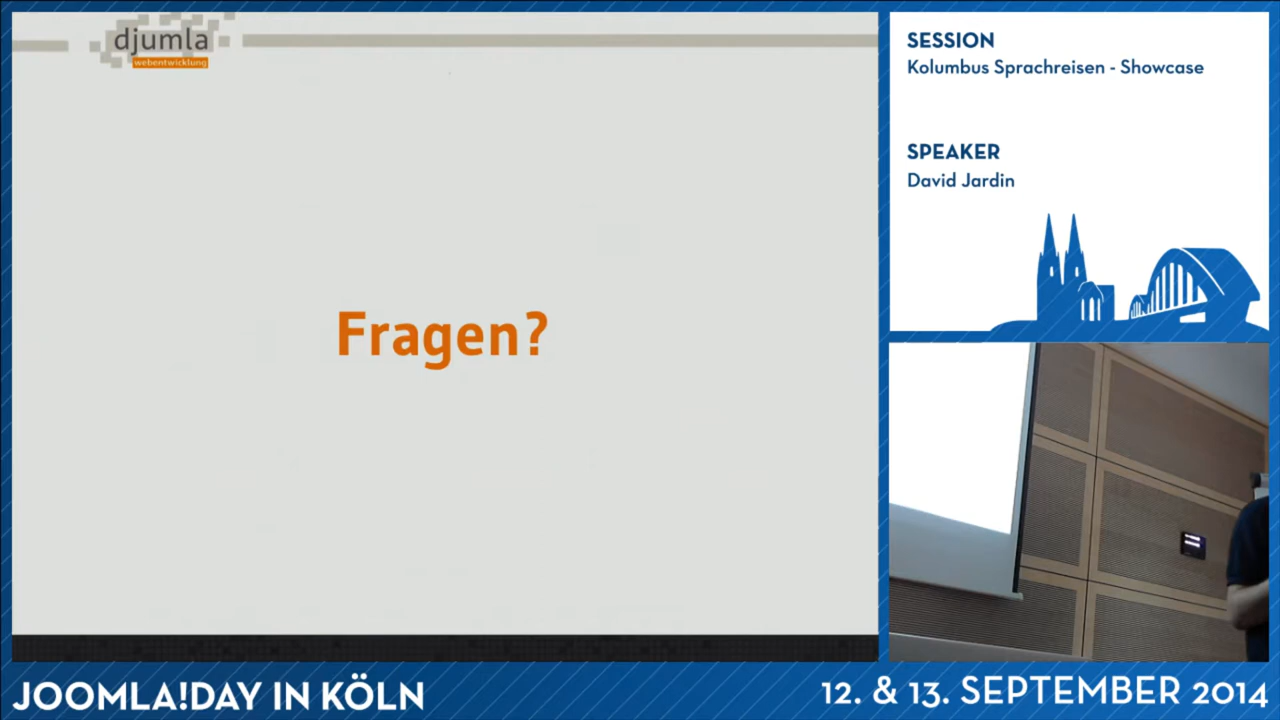 djumla
webentwicklung
Fragen?
SESSION
Kolumbus Sprachreisen - Showcase
SPEAKER
David Jardin
JOOMLA!DAY IN KÖLN
12. & 13. SEPTEMBER 2014